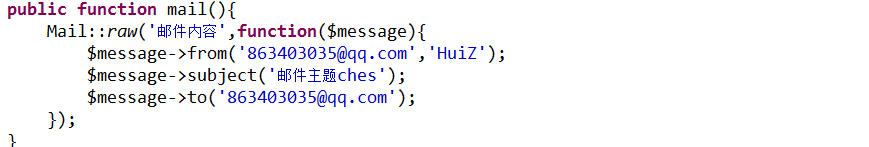 public function mail(){
Mail::raw('邮件内容',function($message){
$message->from('863403035@qq.com','HuiZ');
$message->subject('邮件主题ches');
$message->to('863403035@qq.com');
});
}